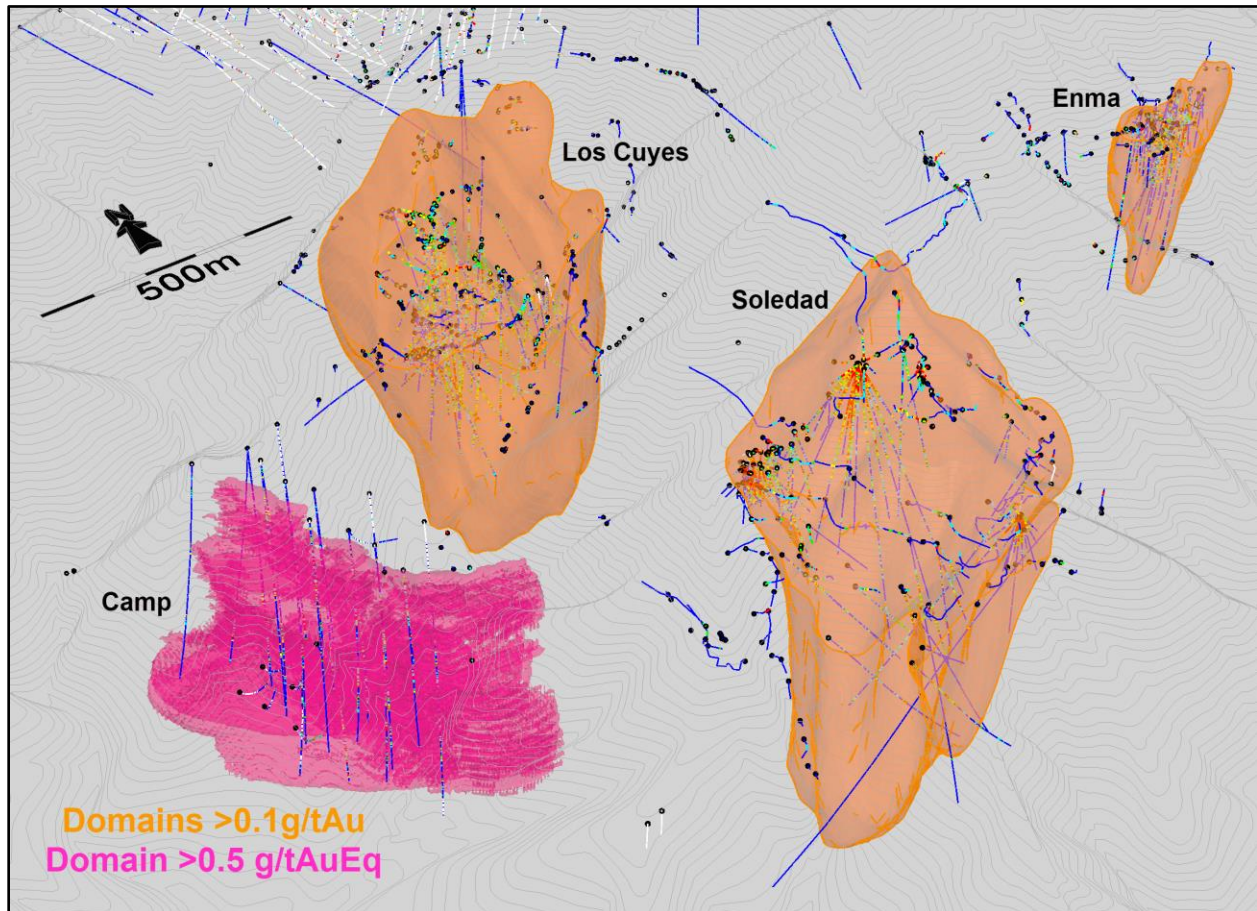 Enma
Los Cuyes
N
500m
Soledad
Camp
Domains >0.1g/tAu
Domain >0.5 g/tAuEq